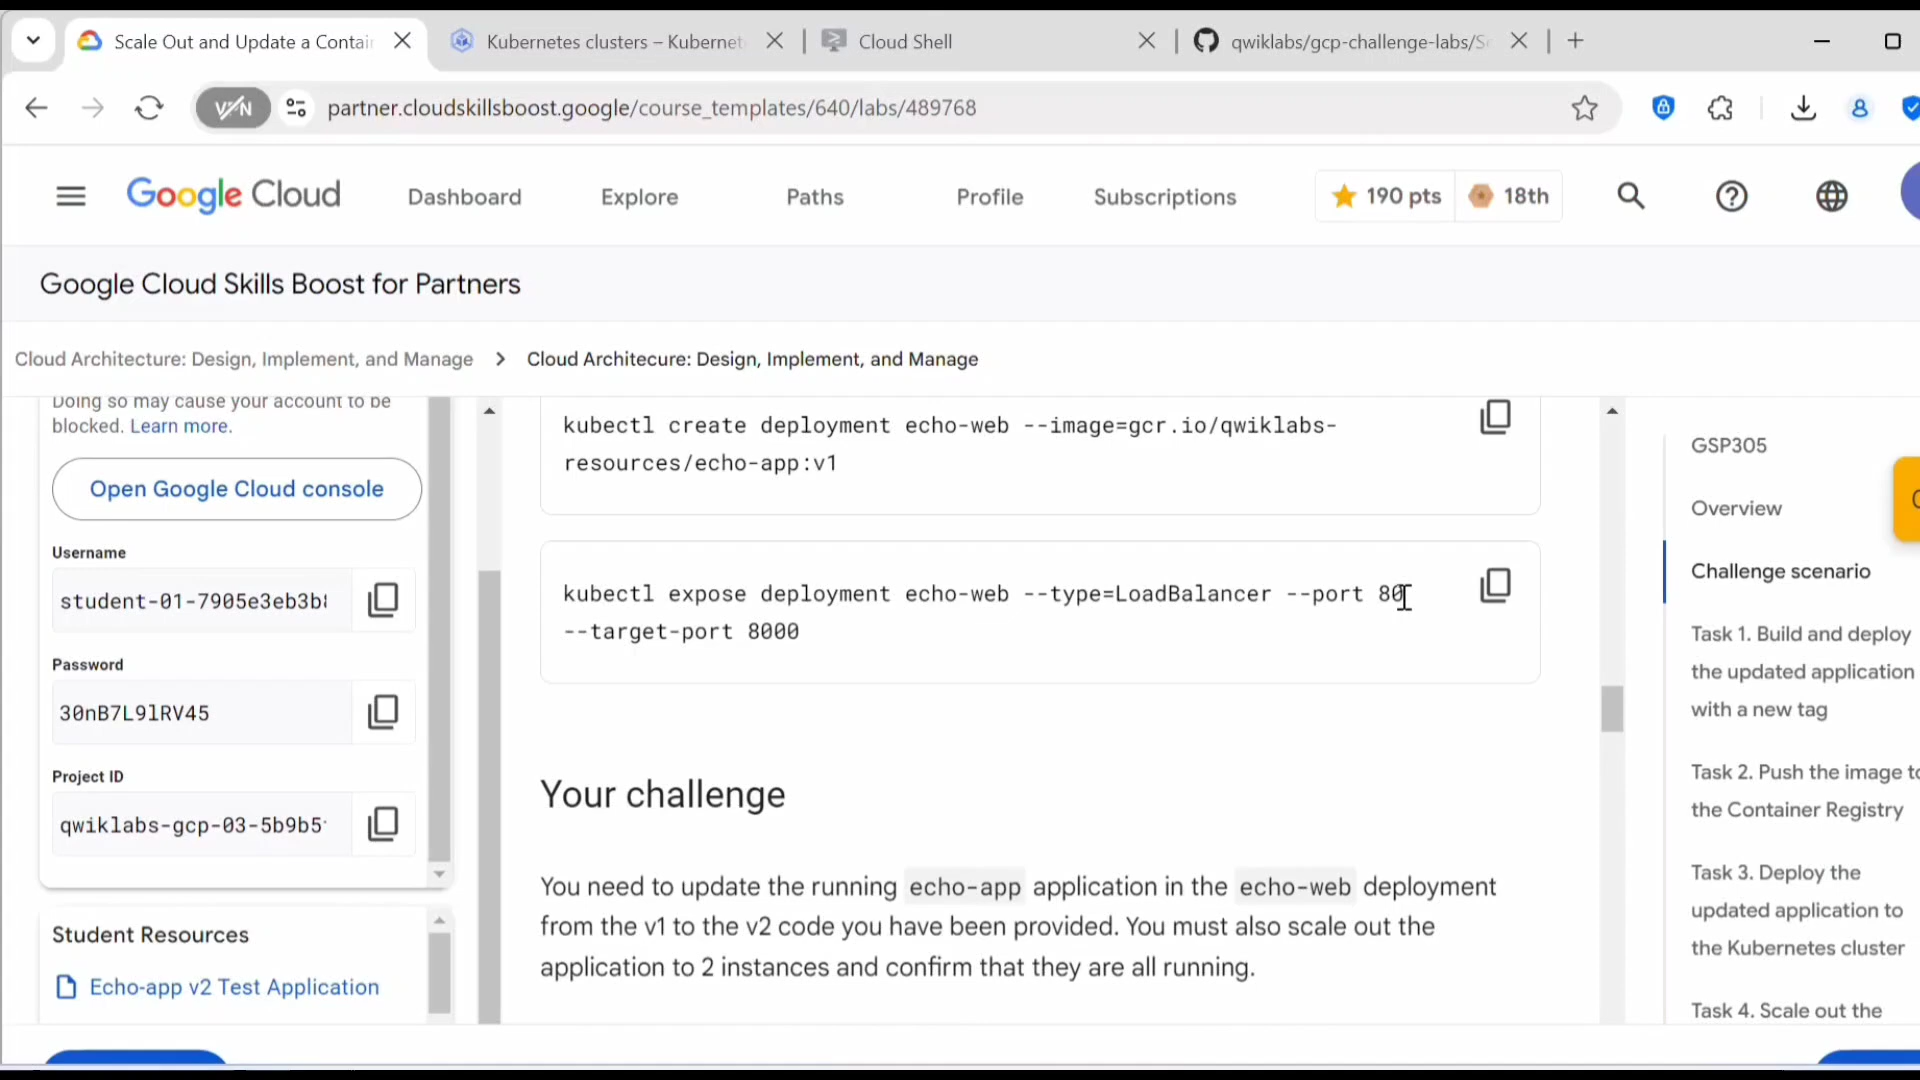 Scale Out and Update a Contai
Kubernetes clusters – Kubernet
Cloud Shell
qwiklabs/gcp-challenge-labs/Se
VPN
partner.cloudskillsboost.google/course_templates/640/labs/489768
Google Cloud
Dashboard
Explore
Paths
Profile
Subscriptions
190 pts
18th
Google Cloud Skills Boost for Partners
Cloud Architecture: Design, Implement, and Manage
Cloud Architecure: Design, Implement, and Manage
Doing so may cause your account to be
blocked. Learn more.
Open Google Cloud console
Username
student-01-7905e3eb3b
Password
30nB7L9lRV45
Project ID
qwiklabs-gcp-03-5b9b5
Student Resources
Echo-app v2 Test Application
kubectl create deployment echo-web --image=gcr.io/qwiklabs-
resources/echo-app:v1
kubectl expose deployment echo-web --type=LoadBalancer --port 80
--target-port 8000
Your challenge
You need to update the running echo-app application in the echo-web deployment
from the v1 to the v2 code you have been provided. You must also scale out the
application to 2 instances and confirm that they are all running.
GSP305
Overview
Challenge scenario
Task 1. Build and deploy
the updated application
with a new tag
Task 2. Push the image to
the Container Registry
Task 3. Deploy the
updated application to
the Kubernetes cluster
Task 4. Scale out the